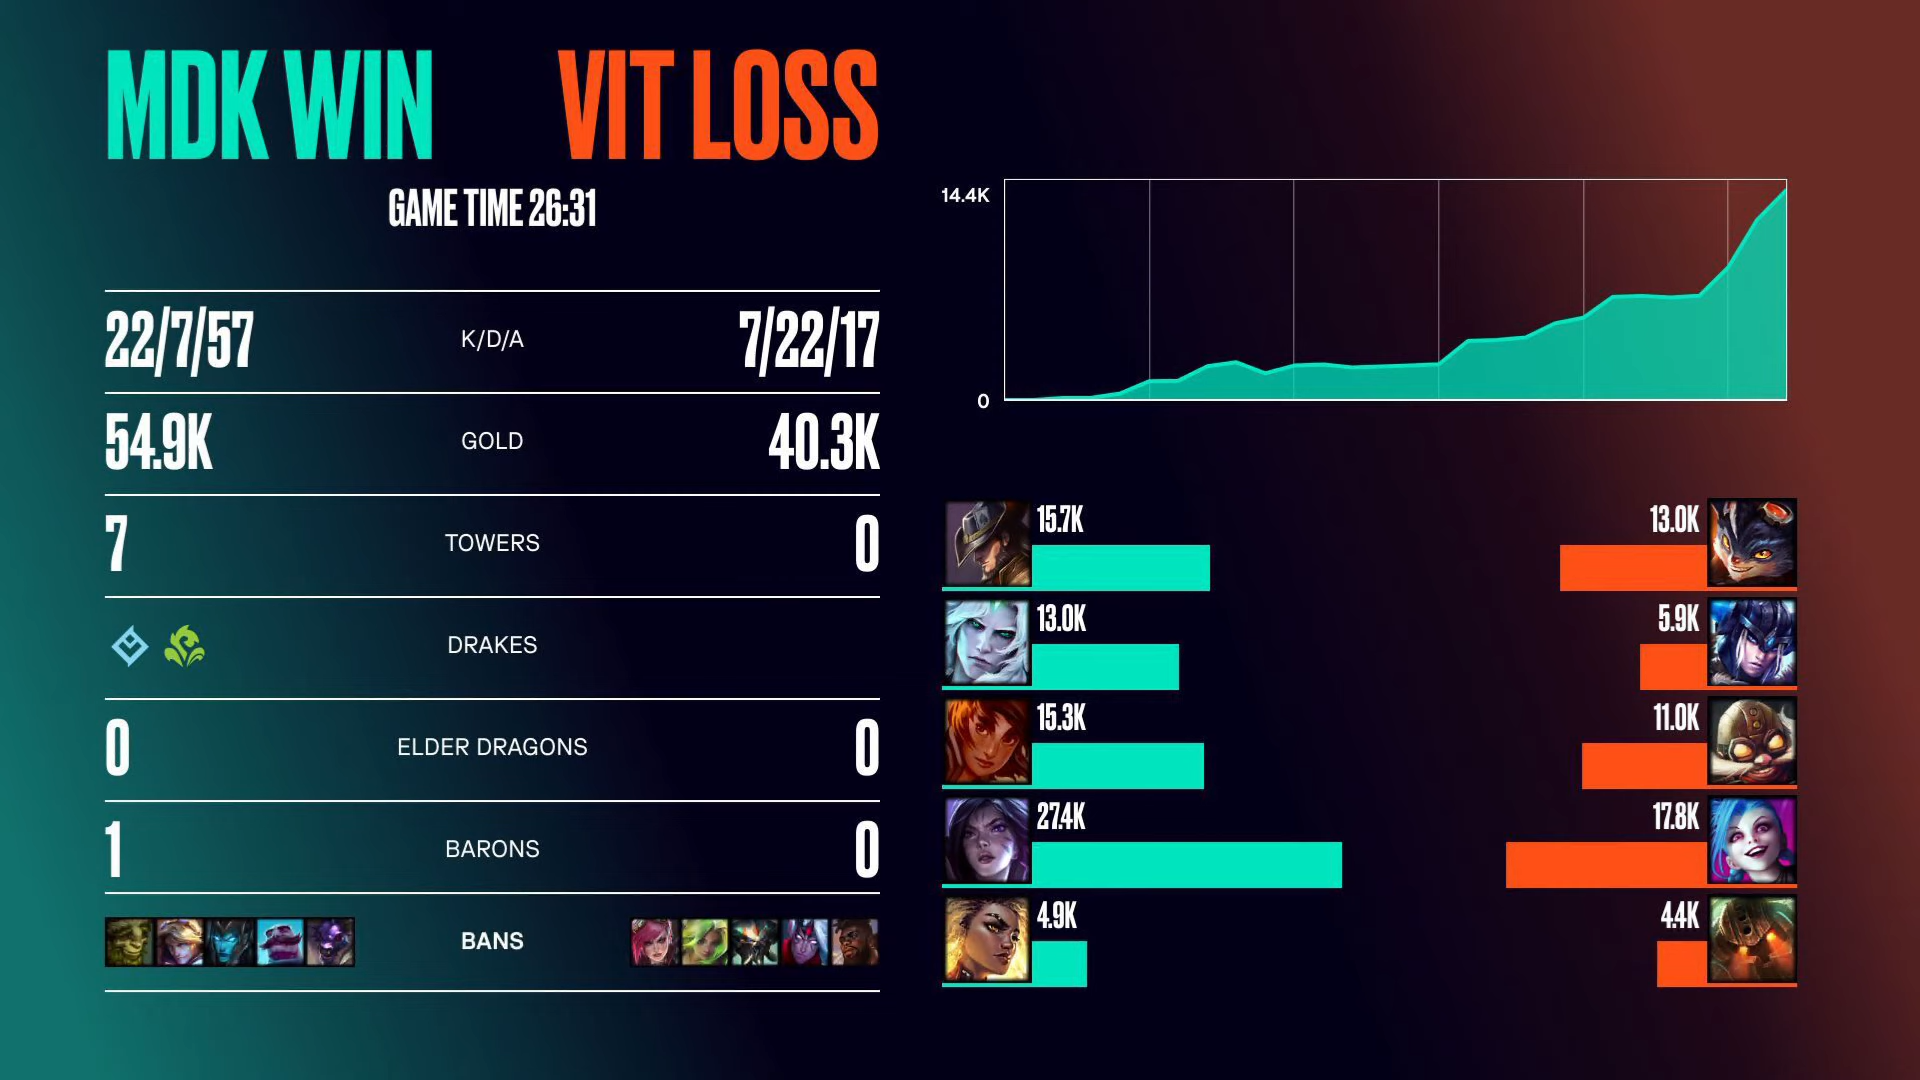 MDK WIN VIT LOSS
GAME TIME 26:31
22/7/57 K/D/A 7/22/17
54.9K GOLD 40.3K
7 TOWERS 0
DRAKES
0 ELDER DRAGONS 0
1 BARONS 0
BANS
14.4K
0
15.7K 13.0K
13.0K 5.9K
15.3K 11.0K
27.4K 17.8K
4.9K 4.4K